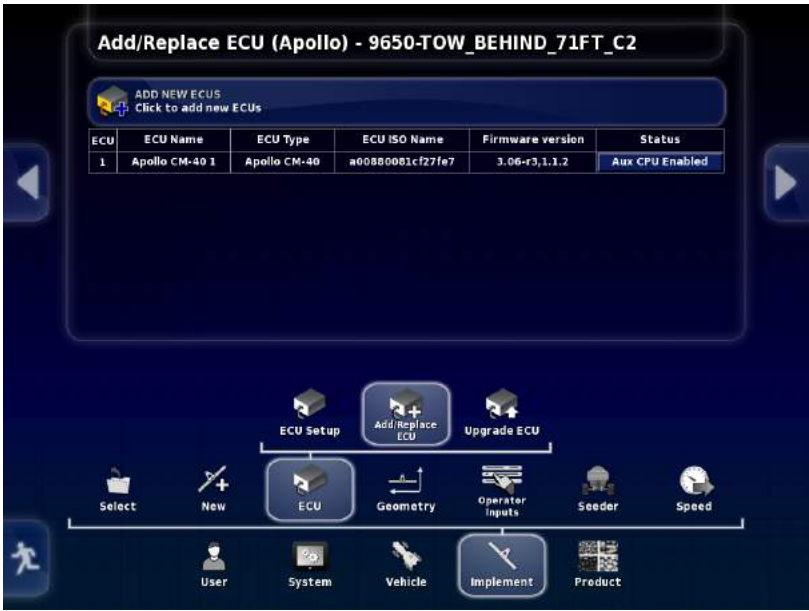 Add/Replace ECU (Apollo) - 9650-TOW_BEHIND_71FT_C2
ADD NEW ECUS
Click to add new ECUs
ECU ECU Name ECU Type ECU ISO Name Firmware version Status
1 Apollo CM-40 1 Apollo CM-40 a00880081cf27fe7 3.06-r3,1.1.2 Aux CPU Enabled
ECU Setup Add/Replace ECU Upgrade ECU
Select New ECU Geometry Operator Inputs Seeder Speed
User System Vehicle Implement Product